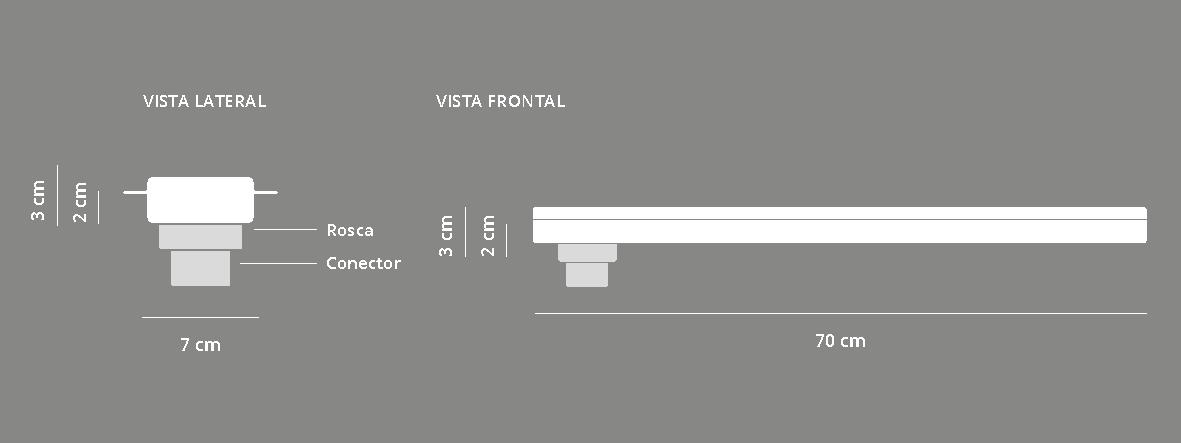 VISTA LATERAL
3 cm
2 cm
Rosca
Conector
7 cm
VISTA FRONTAL
3 cm
2 cm
70 cm